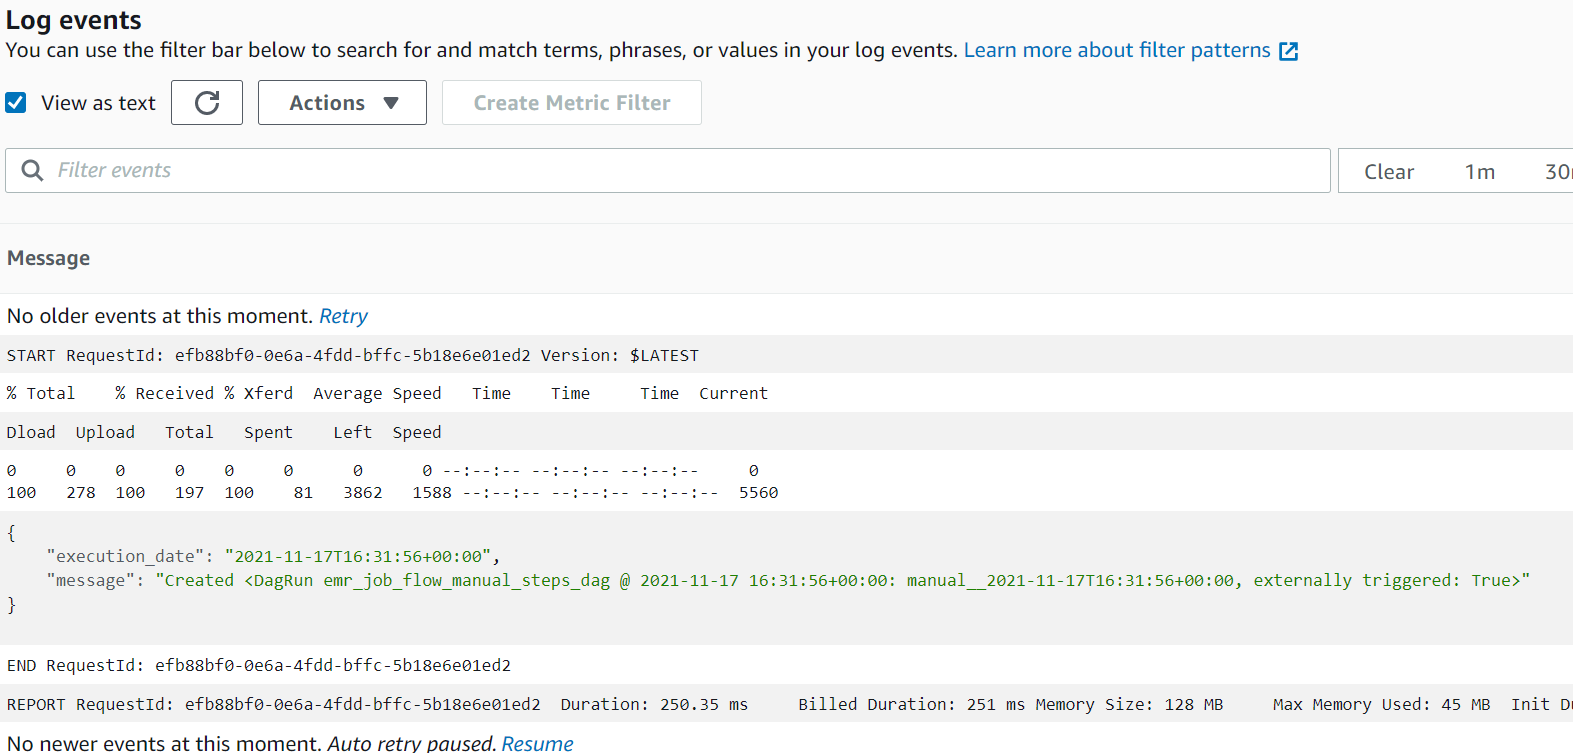 Log events
You can use the filter bar below to search for and match terms, phrases, or values in your log events. Learn more about filter patterns
View as text Actions Create Metric Filter
Filter events Clear 1m
Message
No older events at this moment. Retry
START RequestId: efb88bf0-0e6a-4fdd-bffc-5b18e6e01ed2 Version: $LATEST
% Total % Received % Xferd Average Speed Time Time Time Current
Dload Upload Total Spent Left Speed
0 0 0 0 0 0 0 0 --:--:-- --:--:-- --:--:-- 0
100 278 100 197 100 81 3862 1588 --:--:-- --:--:-- --:--:-- 5560
{
"execution_date": "2021-11-17T16:31:56+00:00",
"message": "Created <DagRun emr_job_flow_manual_steps_dag @ 2021-11-17 16:31:56+00:00: manual__2021-11-17T16:31:56+00:00, externally triggered: True>"
}
END RequestId: efb88bf0-0e6a-4fdd-bffc-5b18e6e01ed2
REPORT RequestId: efb88bf0-0e6a-4fdd-bffc-5b18e6e01ed2 Duration: 250.35 ms Billed Duration: 251 ms Memory Size: 128 MB Max Memory Used: 45 MB Init
No newer events at this moment. Auto retry paused. Resume